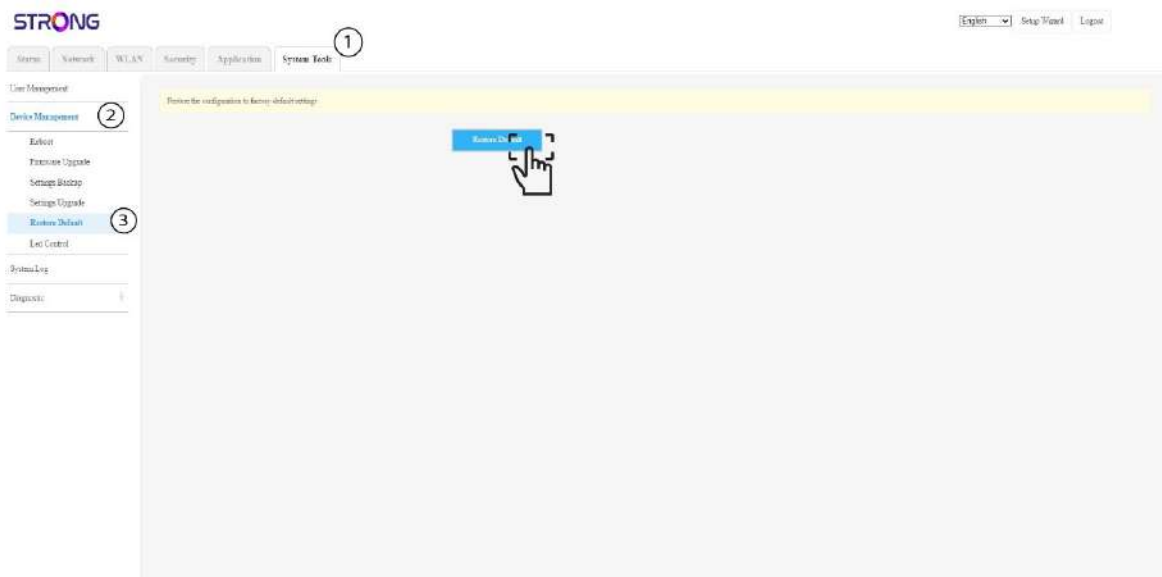 STRONG
English
Setup Wizard
Logout
1
Status
Network
WLAN
Security
Application
System Tools
User Management
Device Management
2
Reboot
Firmware Upgrade
Settings Backup
Settings Upgrade
Restore Default
3
Led Control
System Log
Diagnostic
Restore the configuration to factory default settings
Restore Default